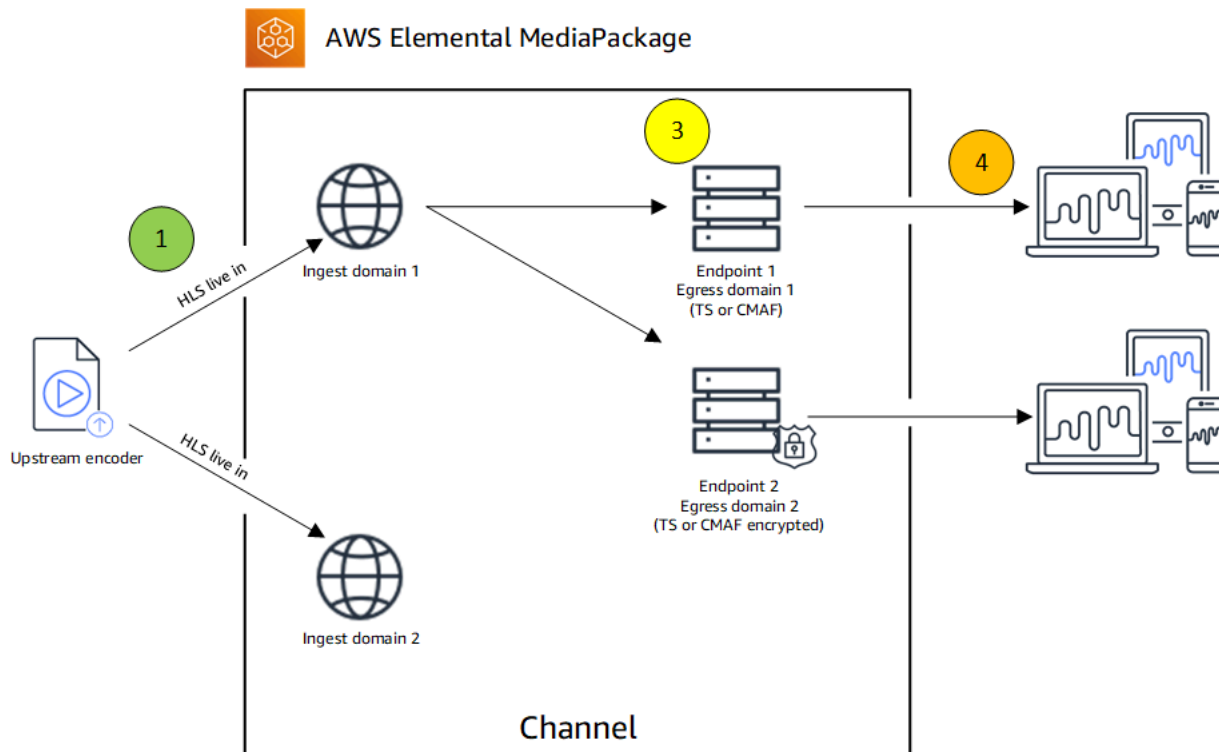 AWS Elemental MediaPackage
3
4
1
HLS live in
Ingest domain 1
Endpoint 1
Egress domain 1
(TS or CMAF)
Upstream encoder
HLS live in
Endpoint 2
Egress domain 2
(TS or CMAF encrypted)
Ingest domain 2
Channel